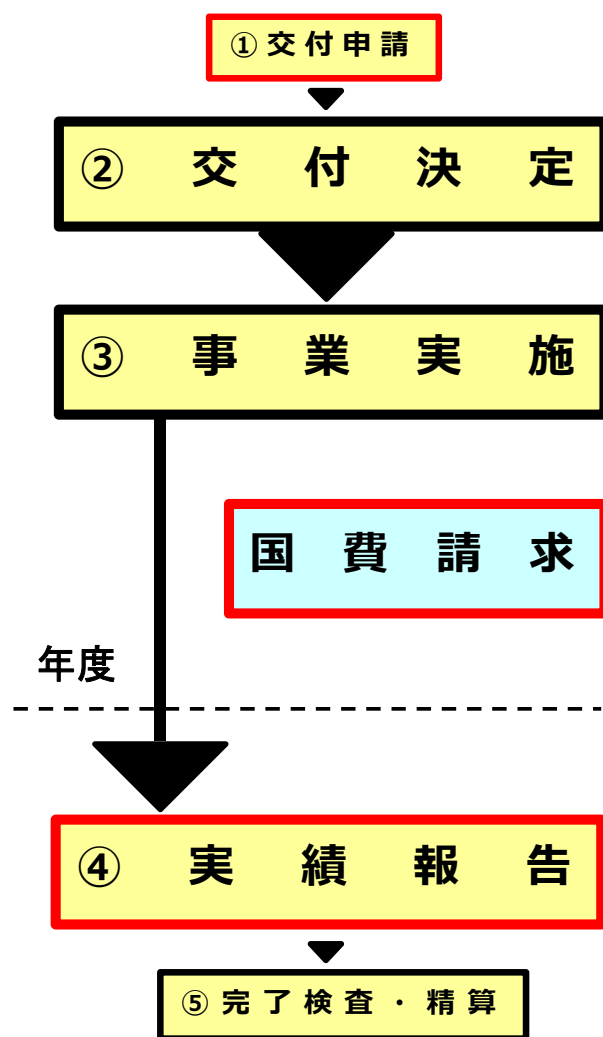 ①交付申請
② 交付決定
③ 事業実施
国費請求
年度
④ 実績報告
⑤完了検査・精算